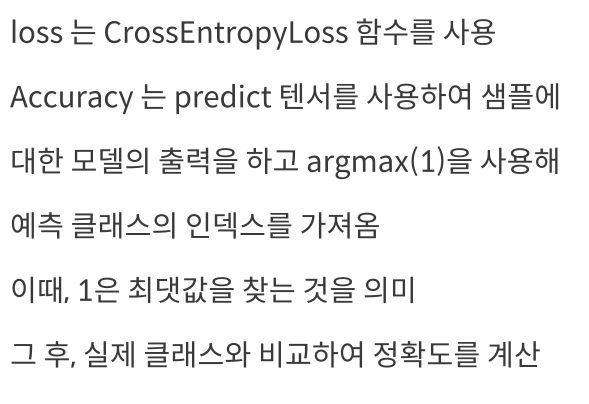 loss 는 CrossEntropyLoss 함수를 사용
Accuracy 는 predict 텐서를 사용하여 샘플에
대한 모델의 출력을 하고 argmax(1)을 사용해
예측 클래스의 인덱스를 가져옴
이때, 1은 최댓값을 찾는 것을 의미
그 후, 실제 클래스와 비교하여 정확도를 계산